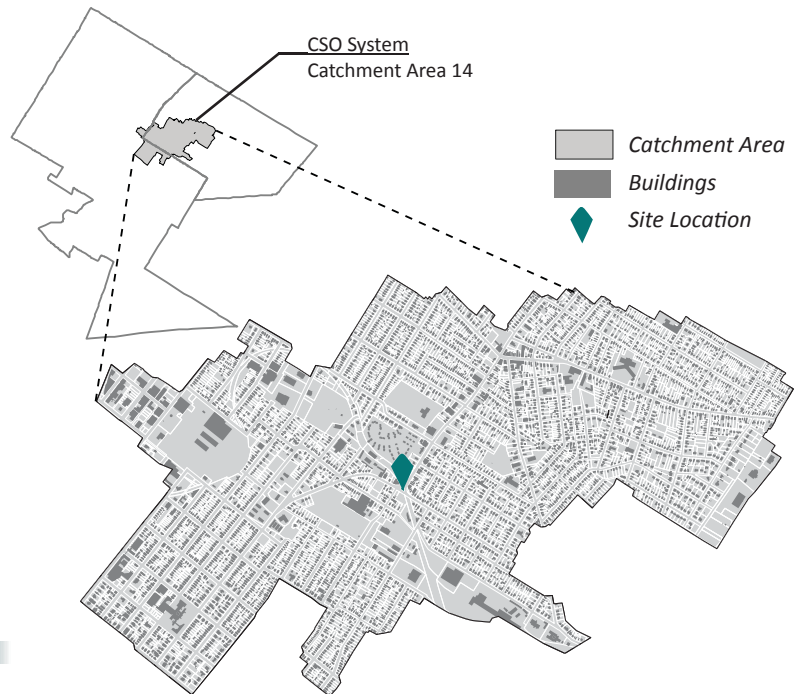 CSO System
Catchment Area 14
Catchment Area
Buildings
Site Location